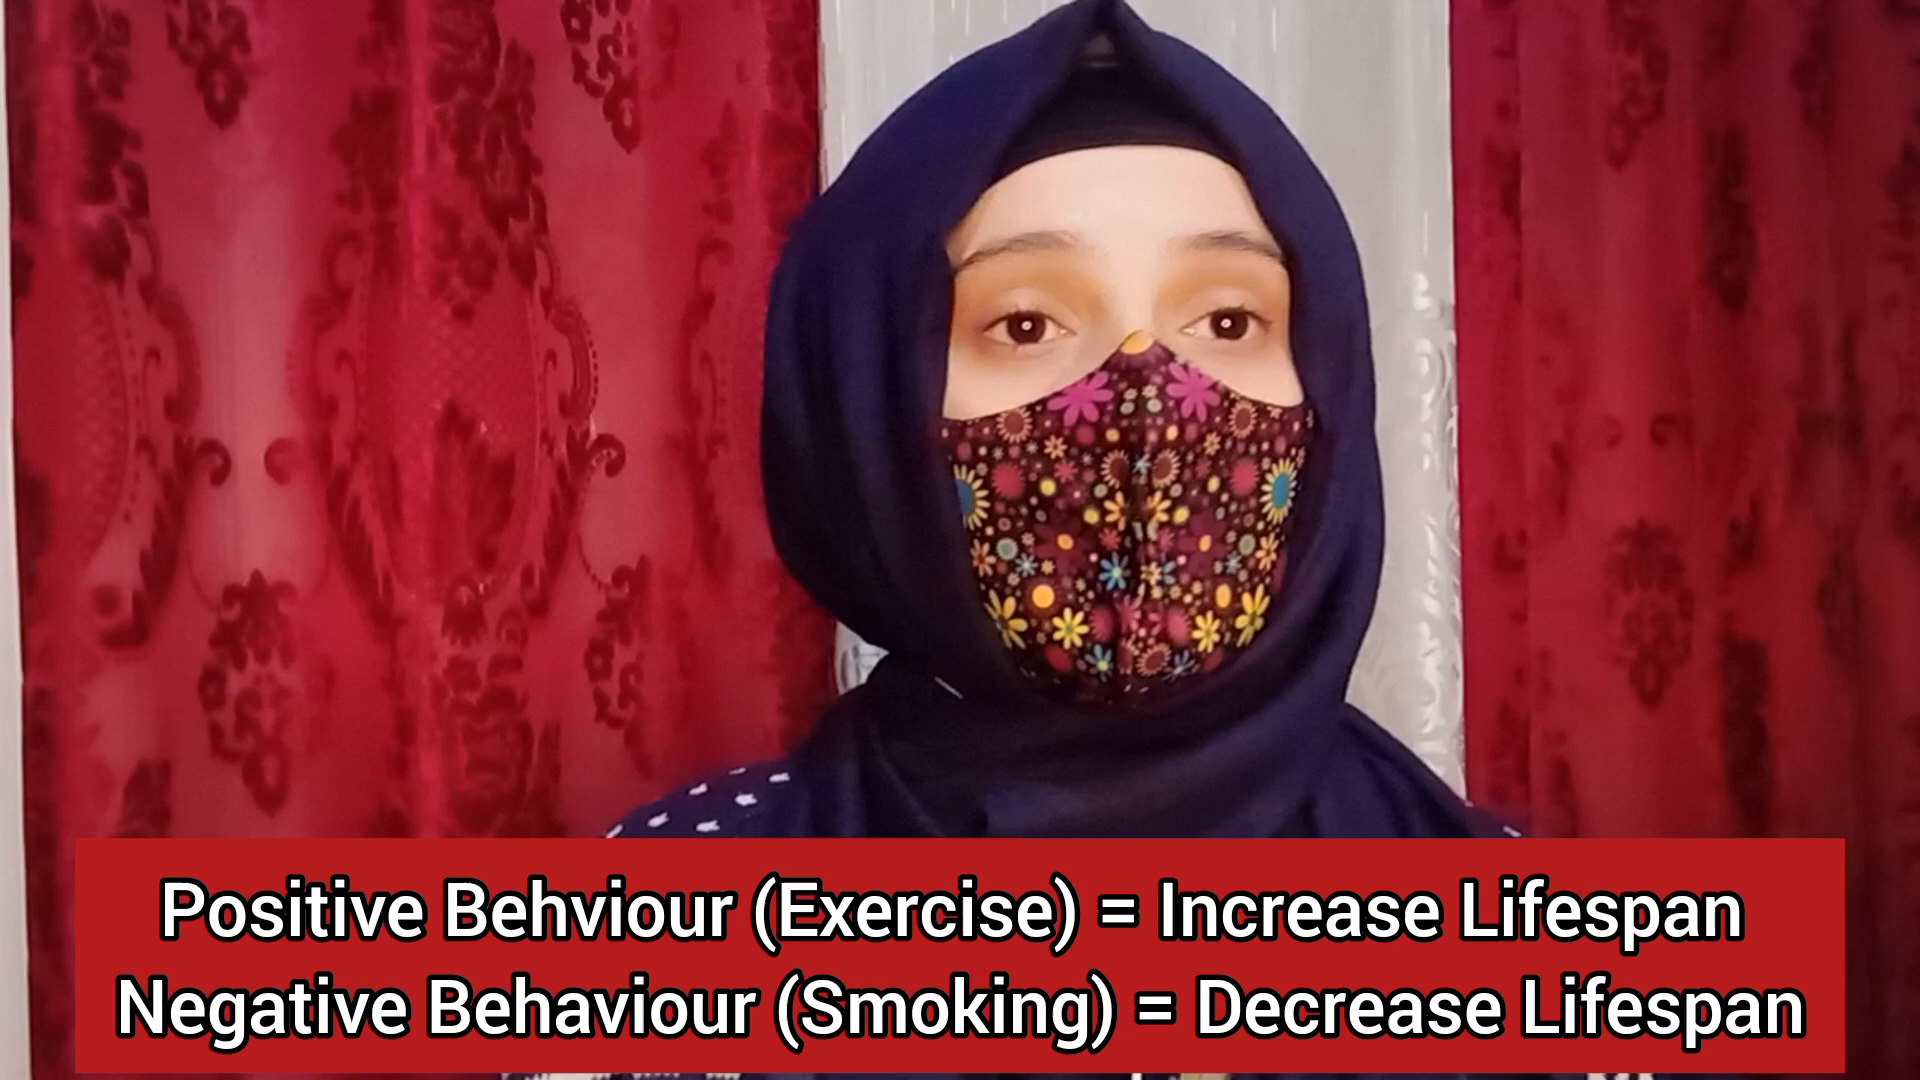 Positive Behviour (Exercise) = Increase Lifespan
Negative Behaviour (Smoking) = Decrease Lifespan